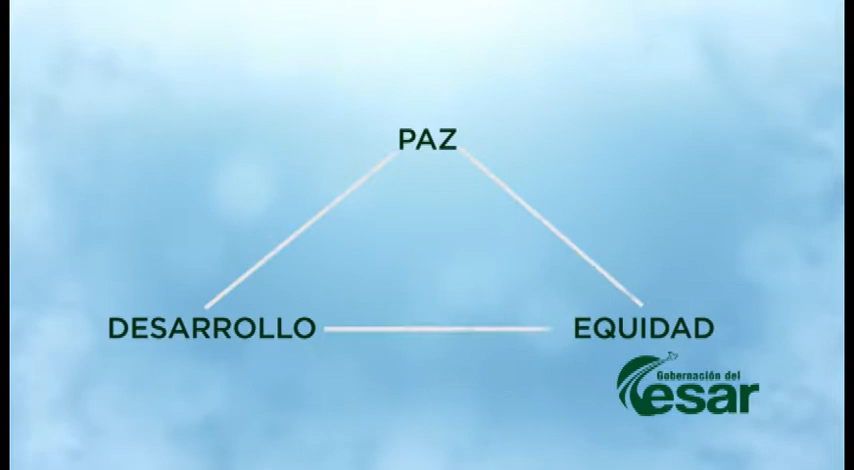 PAZ
DESARROLLO
EQUIDAD
Gobernación del
Cesar